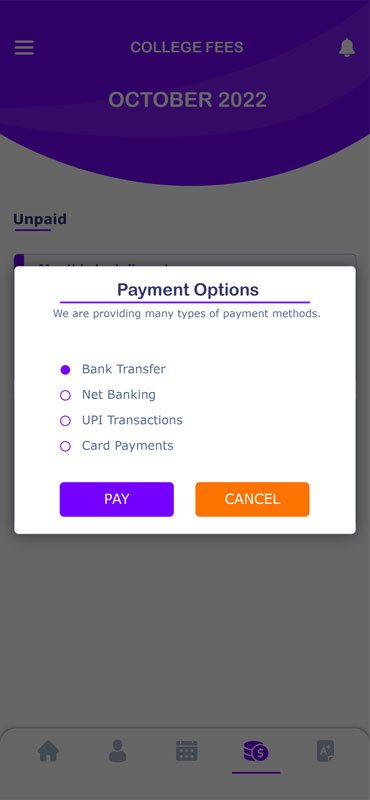 COLLEGE FEES
OCTOBER 2022
Unpaid
Payment Options
We are providing many types of payment methods.
Bank Transfer
Net Banking
UPI Transactions
Card Payments
PAY
CANCEL
$
A+